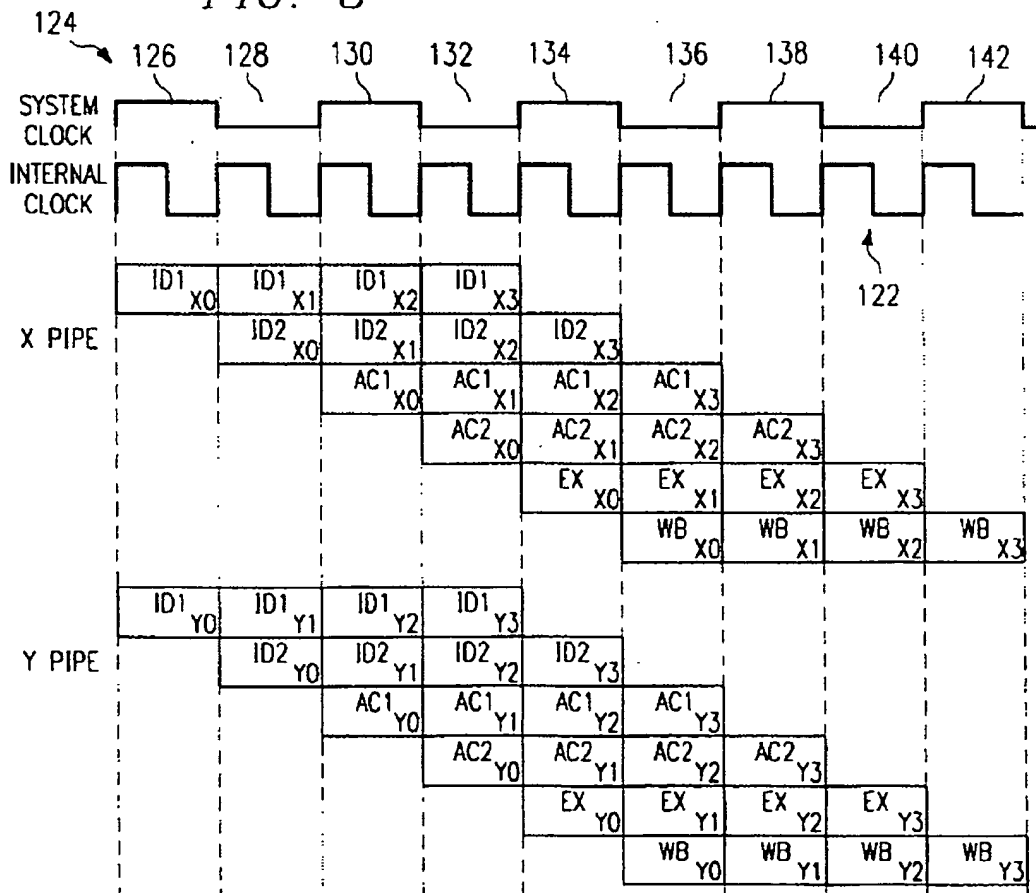 124
126 128 130 132 134 136 138 140 142
SYSTEM CLOCK
INTERNAL CLOCK
122
X PIPE
ID1 X0 ID1 X1 ID1 X2 ID1 X3
ID2 X0 ID2 X1 ID2 X2 ID2 X3
AC1 X0 AC1 X1 AC1 X2 AC1 X3
AC2 X0 AC2 X1 AC2 X2 AC2 X3
EX X0 EX X1 EX X2 EX X3
WB X0 WB X1 WB X2 WB X3
Y PIPE
ID1 Y0 ID1 Y1 ID1 Y2 ID1 Y3
ID2 Y0 ID2 Y1 ID2 Y2 ID2 Y3
AC1 Y0 AC1 Y1 AC1 Y2 AC1 Y3
AC2 Y0 AC2 Y1 AC2 Y2 AC2 Y3
EX Y0 EX Y1 EX Y2 EX Y3
WB Y0 WB Y1 WB Y2 WB Y3